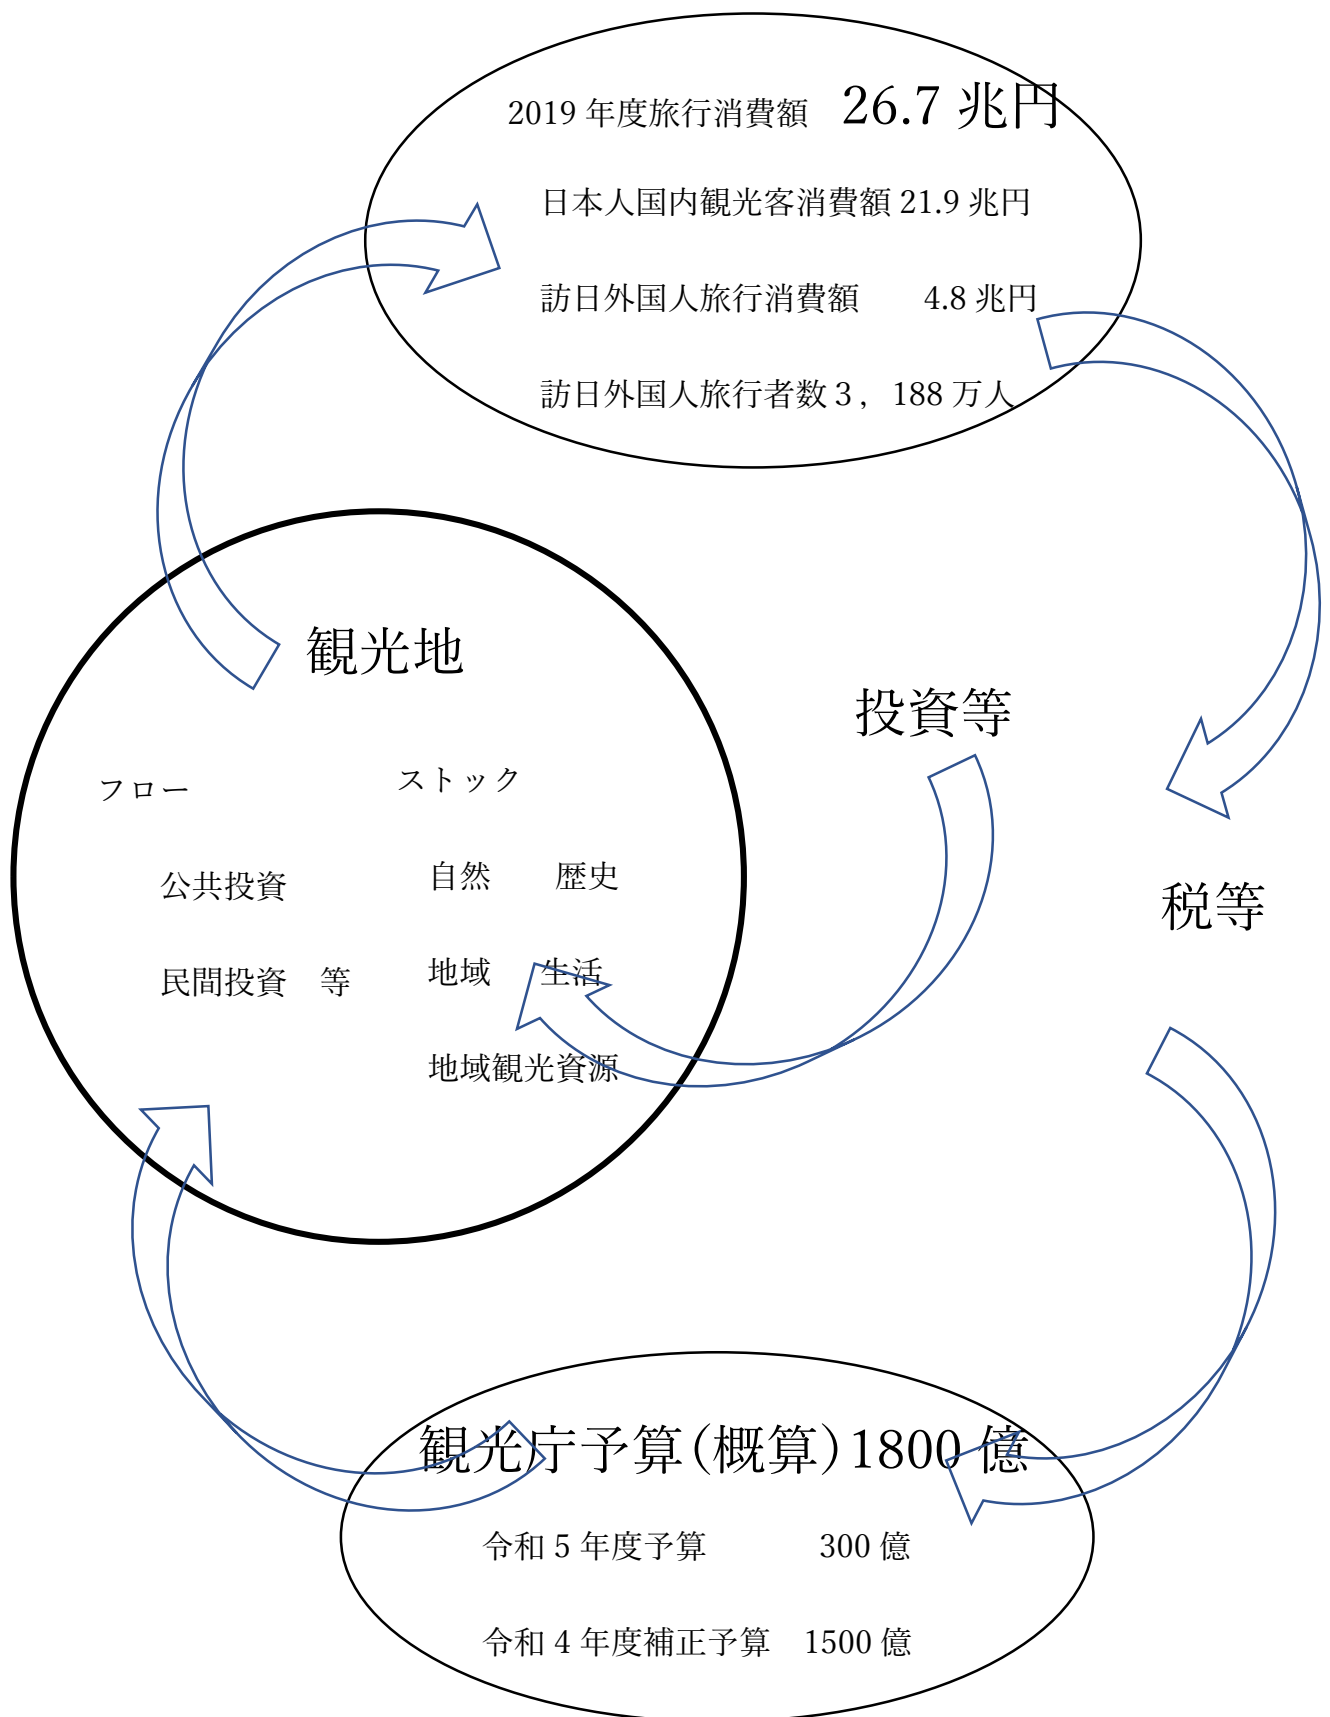 2019 年度旅行消費額 26.7 兆円
日本人国内観光客消費額 21.9 兆円
訪日外国人旅行消費額 4.8 兆円
訪日外国人旅行者数３，188 万人
観光地
フロー
公共投資
民間投資 等
ストック
自然 歴史
地域 生活
地域観光資源
投資等
税等
観光庁予算（概算）1800 億
令和 5 年度予算 300 億
令和 4 年度補正予算 1500 億